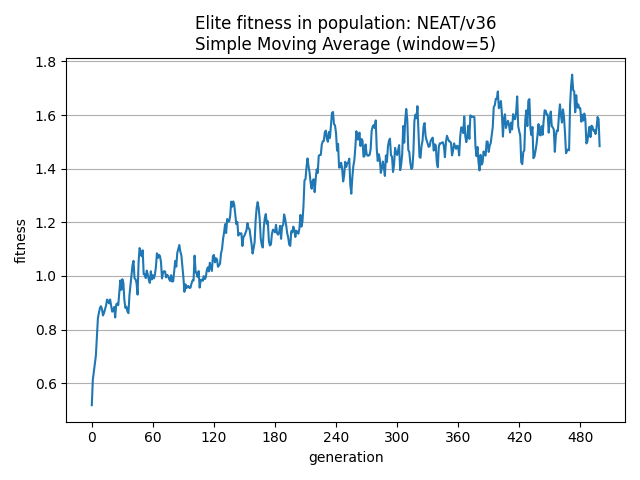 Elite fitness in population: NEAT/v36
Simple Moving Average (window=5)
1.8
1.6
1.4
1.2
1.0
0.8
0.6
fitness
0 60 120 180 240 300 360 420 480
generation